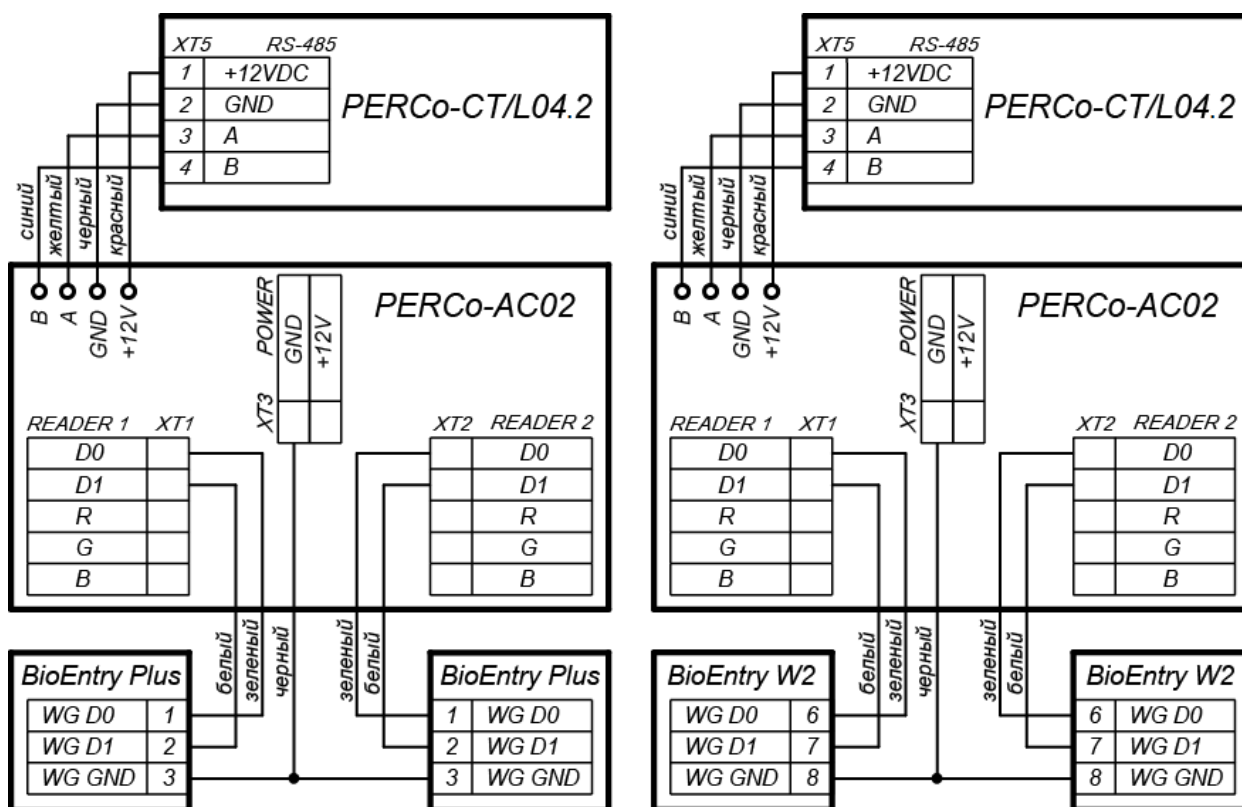 XT5 RS-485
1 +12VDC
2 GND
3 A
4 B
PERCo-CT/L04.2
синий
желтый
черный
красный
B
A
GND
+12V
XT3 POWER
GND
+12V
PERCo-AC02
READER 1 XT1
D0
D1
R
G
B
XT2 READER 2
D0
D1
R
G
B
белый
зеленый
черный
зеленый
белый
BioEntry Plus
WG D0 1
WG D1 2
WG GND 3
BioEntry Plus
1 WG D0
2 WG D1
3 WG GND
XT5 RS-485
1 +12VDC
2 GND
3 A
4 B
PERCo-CT/L04.2
синий
желтый
черный
красный
B
A
GND
+12V
XT3 POWER
GND
+12V
PERCo-AC02
READER 1 XT1
D0
D1
R
G
B
XT2 READER 2
D0
D1
R
G
B
белый
зеленый
черный
зеленый
белый
BioEntry W2
WG D0 6
WG D1 7
WG GND 8
BioEntry W2
6 WG D0
7 WG D1
8 WG GND